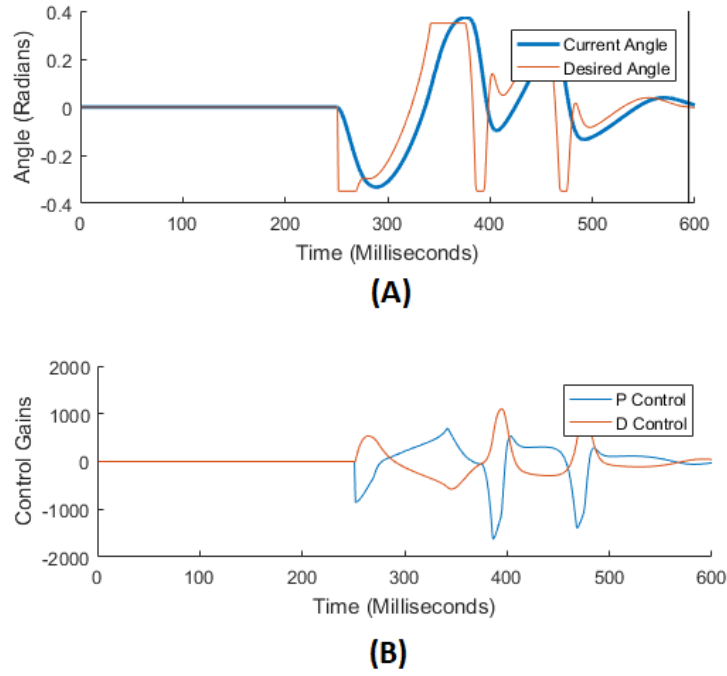 0.4
0.2
0
-0.2
-0.4
Angle (Radians)
Current Angle
Desired Angle
0 100 200 300 400 500 600
Time (Milliseconds)
(A)
2000
1000
0
-1000
-2000
Control Gains
P Control
D Control
0 100 200 300 400 500 600
Time (Milliseconds)
(B)